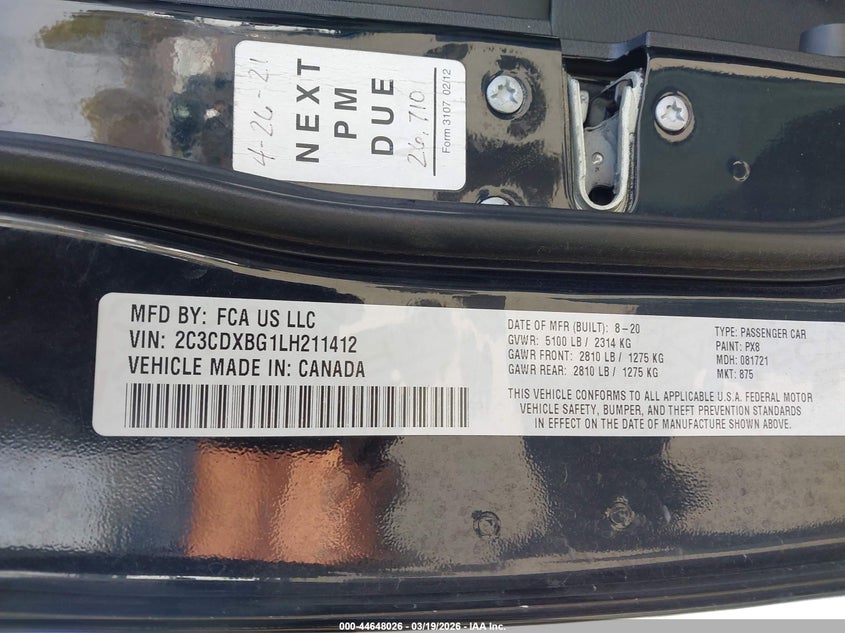 4-26-21
NEXT
PM
DUE
26,710
Form 3107 02/12
MFD BY: FCA US LLC
VIN: 2C3CDXBG1LH211412
VEHICLE MADE IN: CANADA
DATE OF MFR (BUILT): 8-20
GVWR: 5100 LB / 2314 KG
GAWR FRONT: 2810 LB / 1275 KG
GAWR REAR: 2810 LB / 1275 KG
TYPE: PASSENGER CAR
PAINT: PX8
MDH: 081721
MKT: 875
THIS VEHICLE CONFORMS TO ALL APPLICABLE U.S.A. FEDERAL MOTOR
VEHICLE SAFETY, BUMPER, AND THEFT PREVENTION STANDARDS
IN EFFECT ON THE DATE OF MANUFACTURE SHOWN ABOVE.
000-44648026 - 03/19/2026 - IAA Inc.